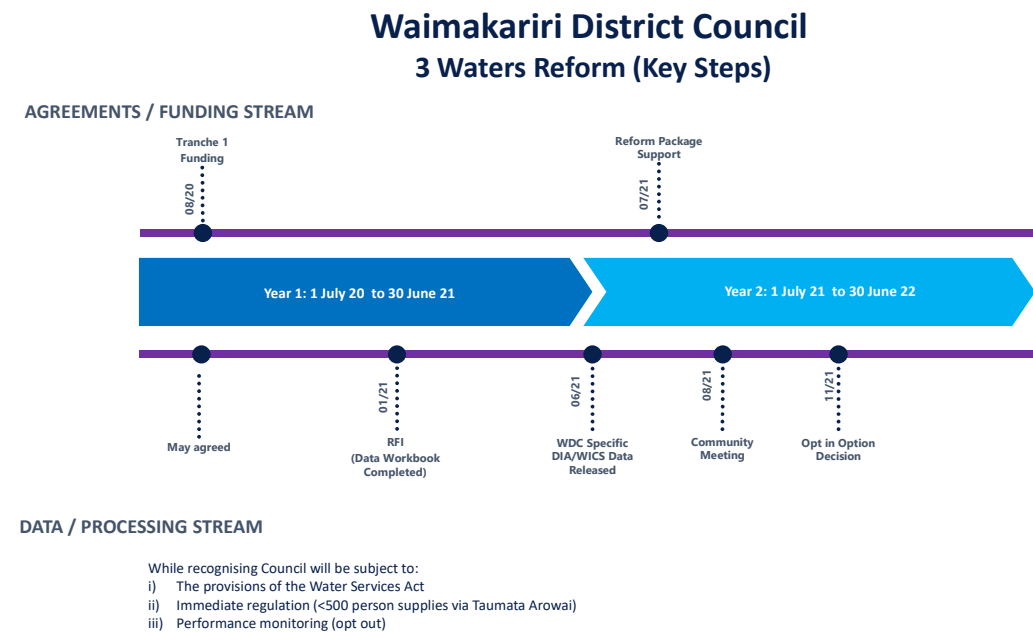 Waimakariri District Council
3 Waters Reform (Key Steps)
AGREEMENTS / FUNDING STREAM
Tranche 1
Funding
08/20
Reform Package
Support
07/21
Year 1: 1 July 20 to 30 June 21
Year 2: 1 July 21 to 30 June 22
May agreed
01/21
RFI
(Data Workbook
Completed)
06/21
WDC Specific
DIA/WICS Data
Released
08/21
Community
Meeting
11/21
Opt in Option
Decision
DATA / PROCESSING STREAM
While recognising Council will be subject to:
i) The provisions of the Water Services Act
ii) Immediate regulation (<500 person supplies via Taumata Arowai)
iii) Performance monitoring (opt out)